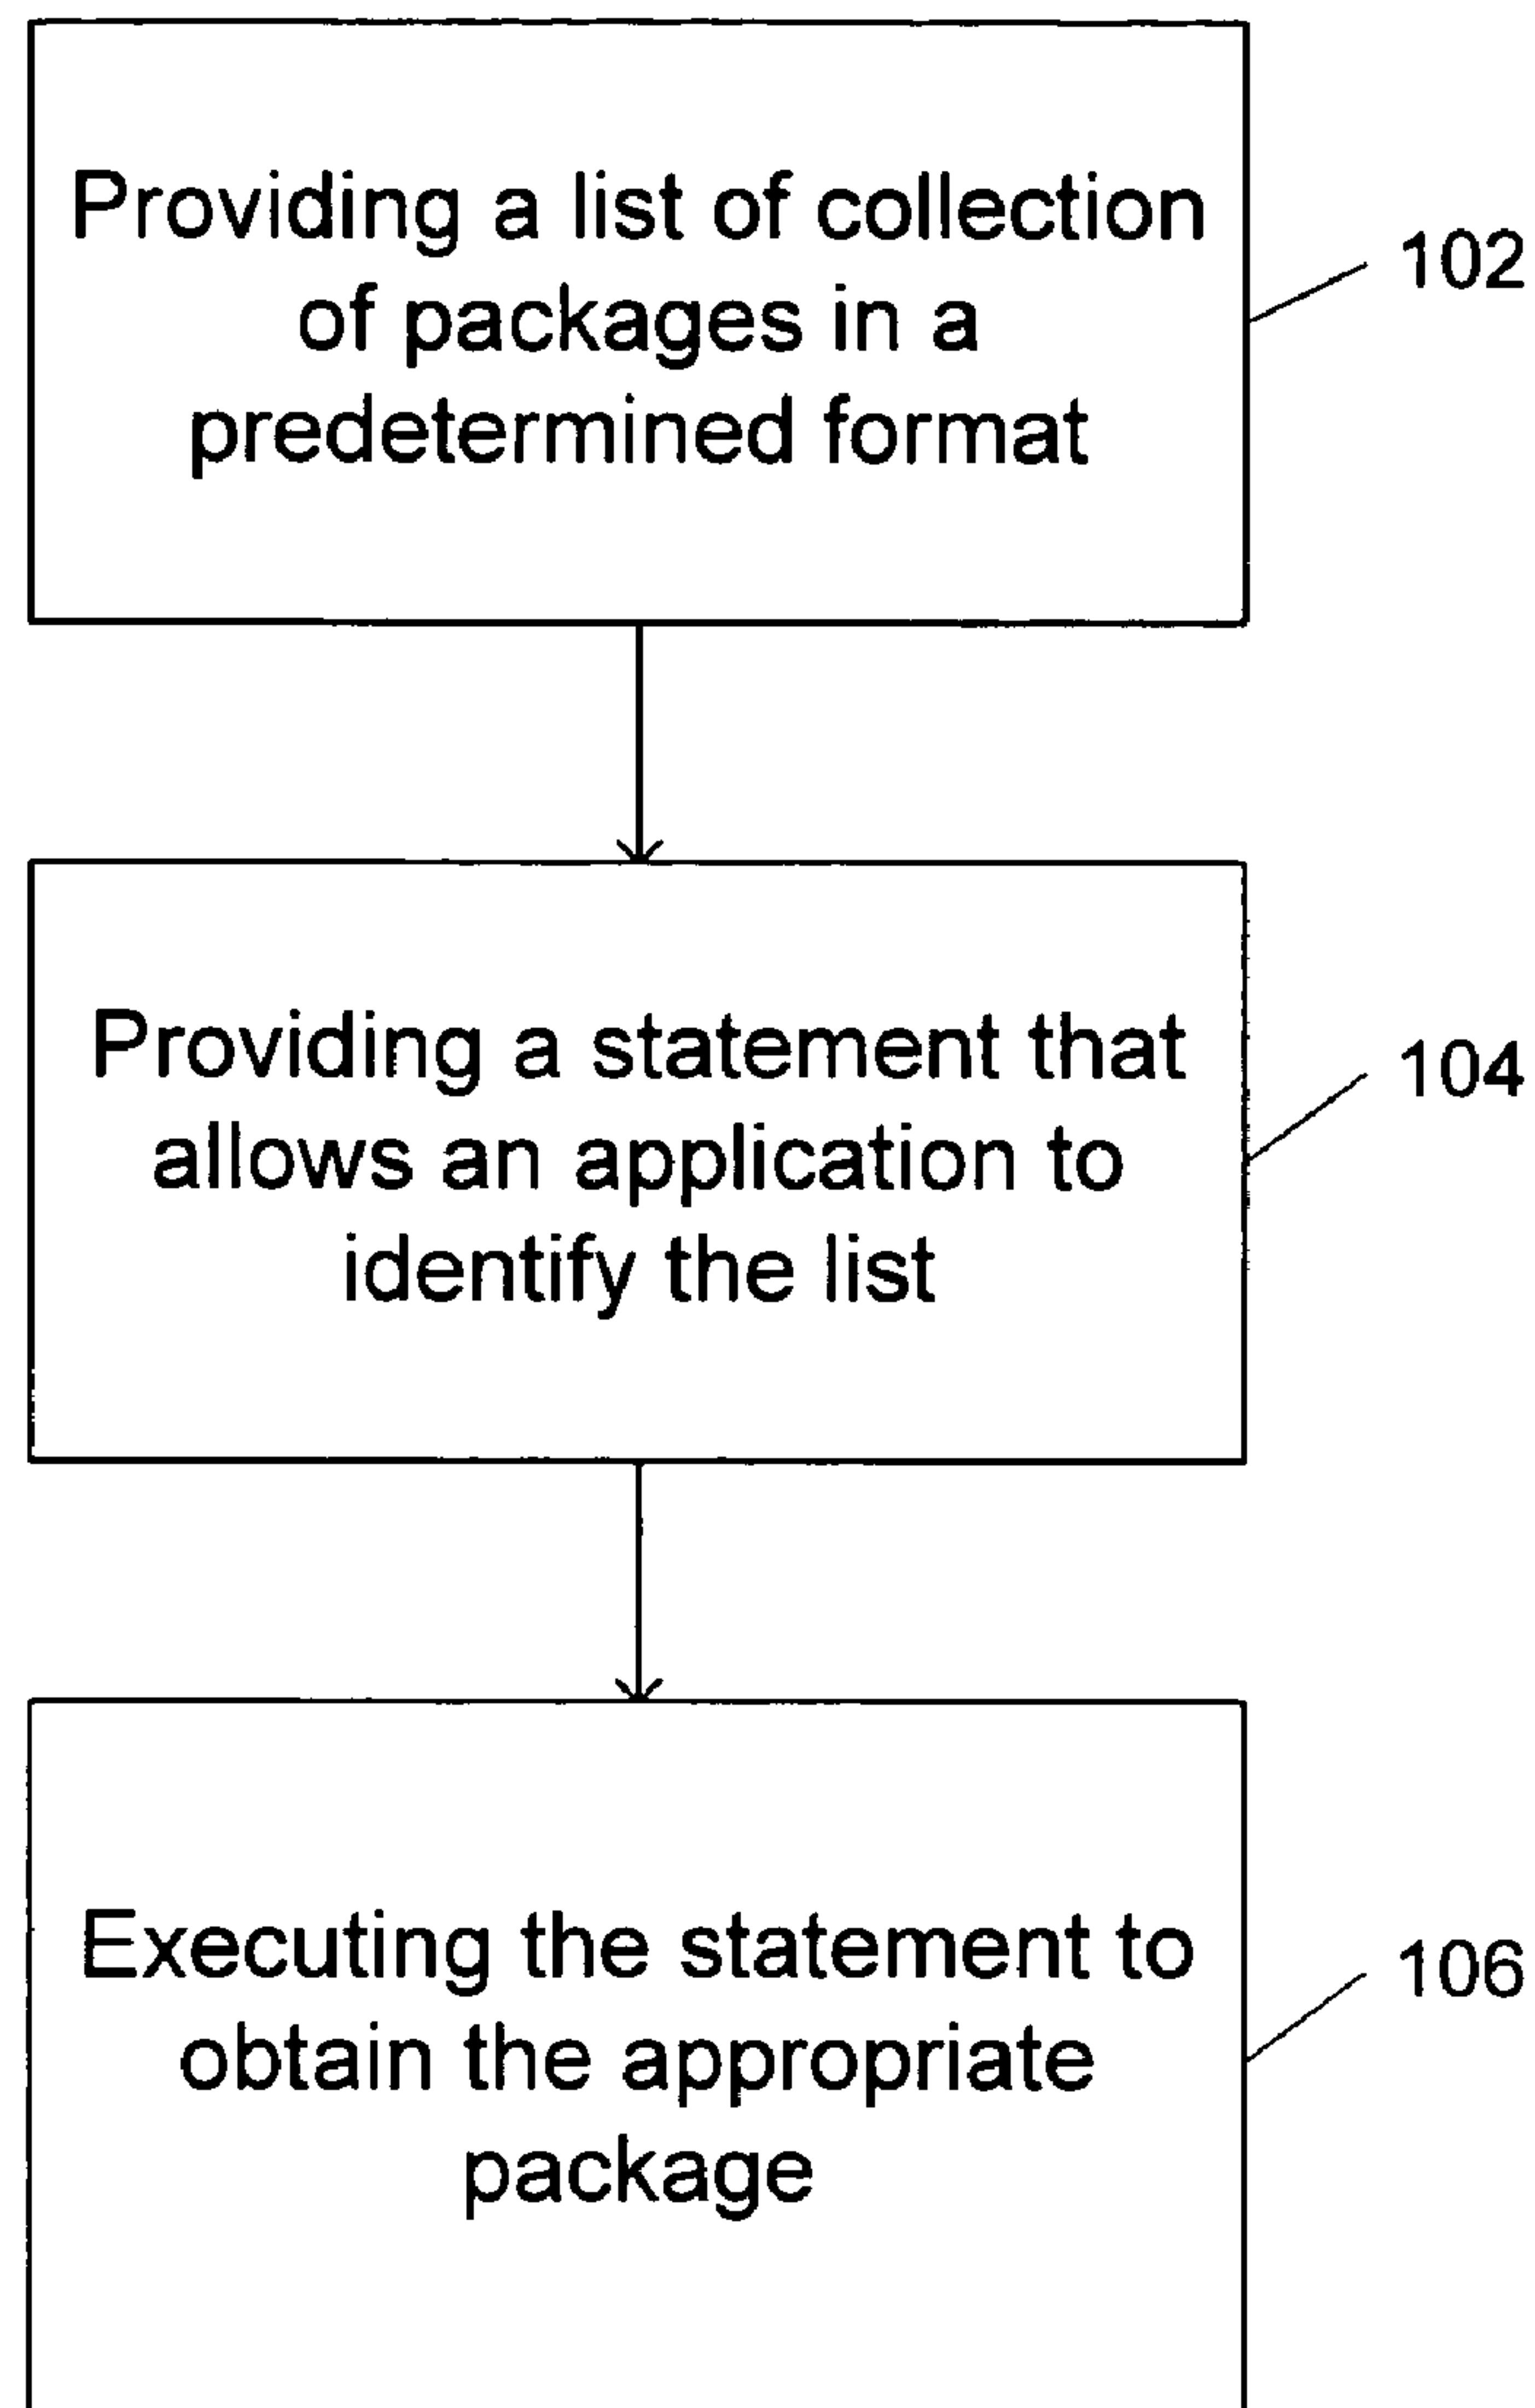 Providing a list of collection
of packages in a
predetermined format
102
Providing a statement that
allows an application to
identify the list
104
Executing the statement to
obtain the appropriate
package
106